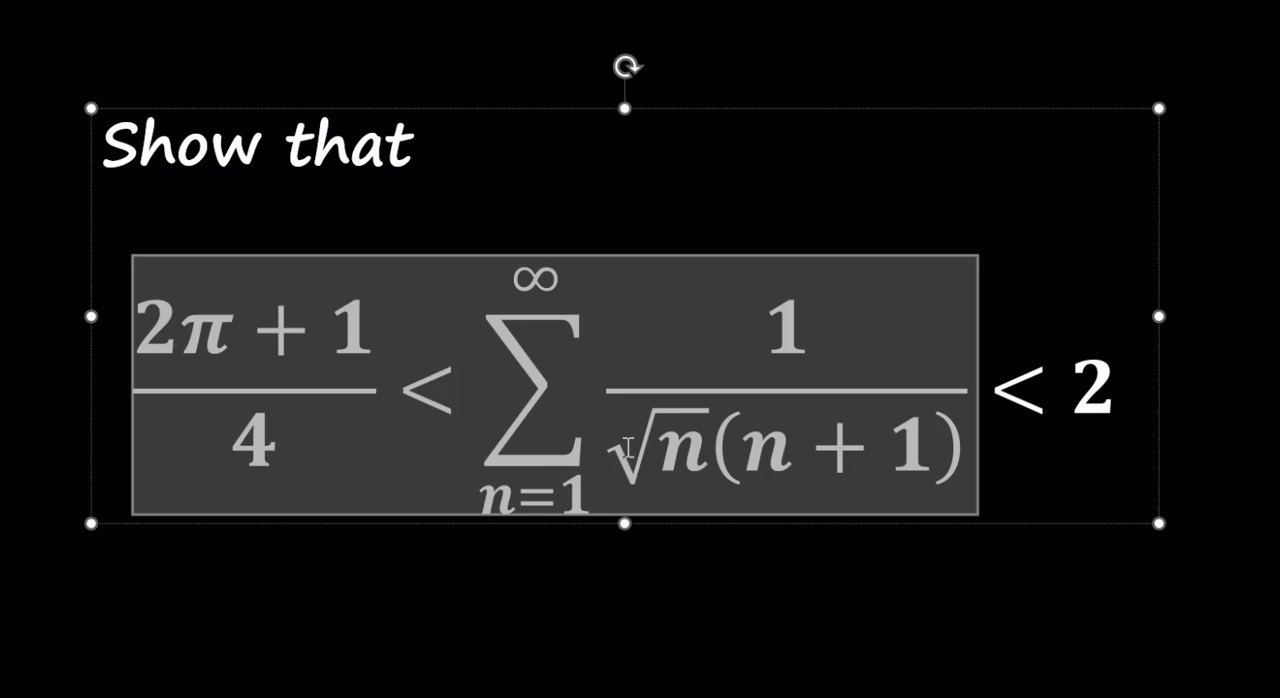 Show that
(2π + 1)/4 < ∑_{n=1}^{∞} 1/(√n(n + 1)) < 2